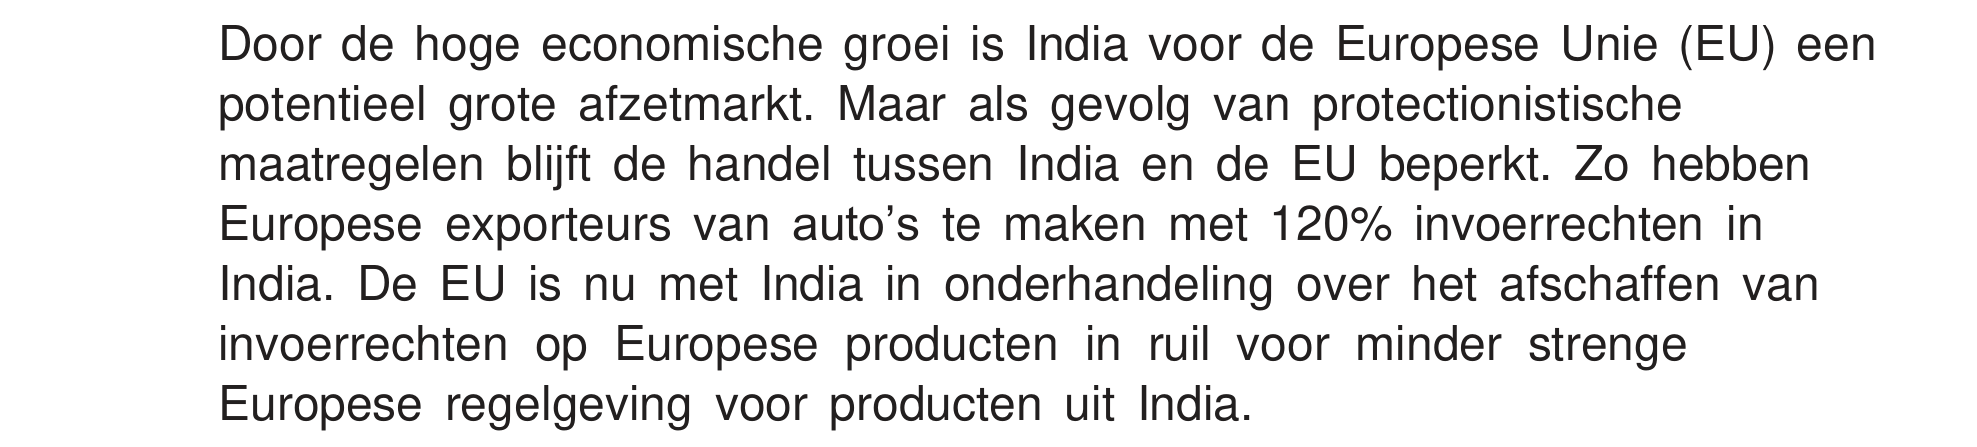 Door de hoge economische groei is India voor de Europese Unie (EU) een
potentieel grote afzetmarkt. Maar als gevolg van protectionistische
maatregelen blijft de handel tussen India en de EU beperkt. Zo hebben
Europese exporteurs van auto’s te maken met 120% invoerrechten in
India. De EU is nu met India in onderhandeling over het afschaffen van
invoerrechten op Europese producten in ruil voor minder strenge
Europese regelgeving voor producten uit India.